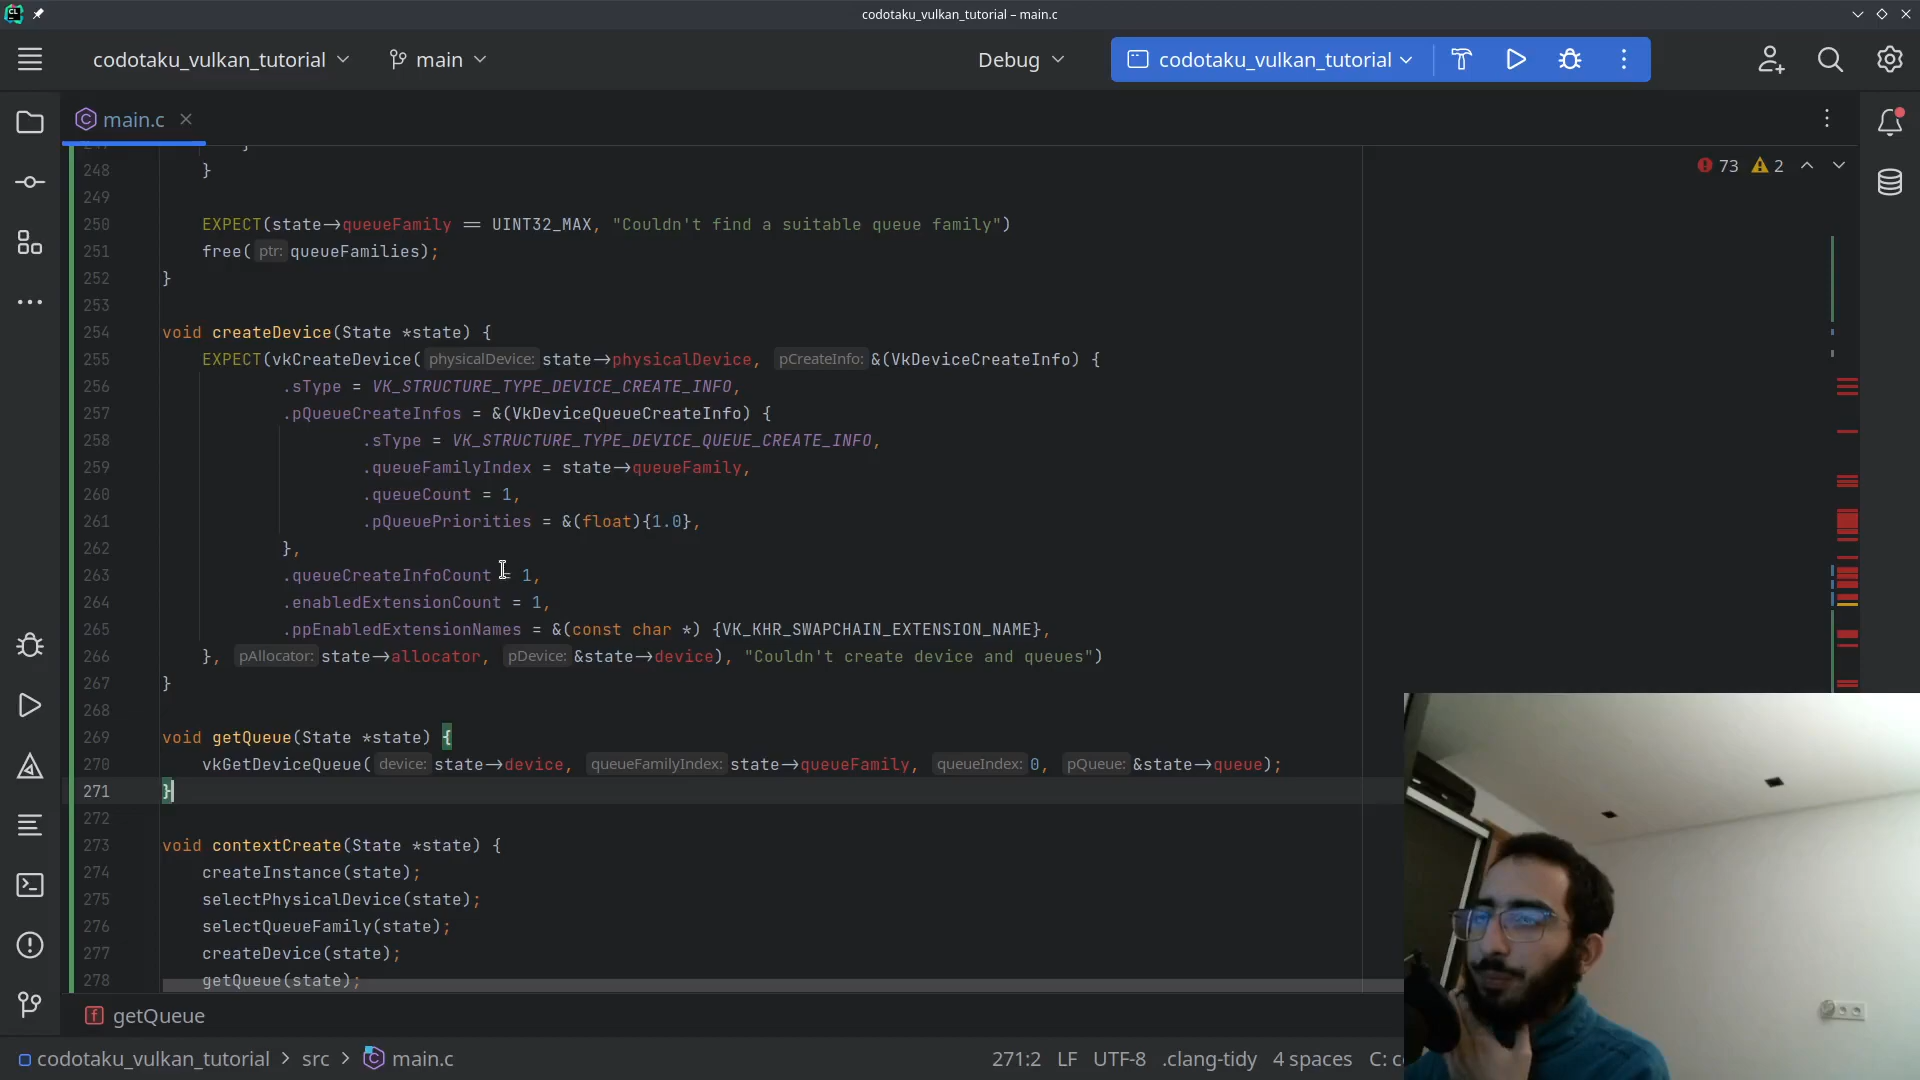 codotaku_vulkan_tutorial – main.c
codotaku_vulkan_tutorial main Debug codotaku_vulkan_tutorial
main.c
73 2
248 }
249
250 EXPECT(state->queueFamily == UINT32_MAX, "Couldn't find a suitable queue family")
251 free( ptr: queueFamilies);
252 }
253
254 void createDevice(State *state) {
255 EXPECT(vkCreateDevice( physicalDevice: state->physicalDevice, pCreateInfo: &(VkDeviceCreateInfo) {
256 .sType = VK_STRUCTURE_TYPE_DEVICE_CREATE_INFO,
257 .pQueueCreateInfos = &(VkDeviceQueueCreateInfo) {
258 .sType = VK_STRUCTURE_TYPE_DEVICE_QUEUE_CREATE_INFO,
259 .queueFamilyIndex = state->queueFamily,
260 .queueCount = 1,
261 .pQueuePriorities = &(float){1.0},
262 },
263 .queueCreateInfoCount = 1,
264 .enabledExtensionCount = 1,
265 .ppEnabledExtensionNames = &(const char *) {VK_KHR_SWAPCHAIN_EXTENSION_NAME},
266 }, pAllocator: state->allocator, pDevice: &state->device), "Couldn't create device and queues")
267 }
268
269 void getQueue(State *state) {
270 vkGetDeviceQueue( device: state->device, queueFamilyIndex: state->queueFamily, queueIndex: 0, pQueue: &state->queue);
271 }
272
273 void contextCreate(State *state) {
274 createInstance(state);
275 selectPhysicalDevice(state);
276 selectQueueFamily(state);
277 createDevice(state);
278 getQueue(state);
f getQueue
codotaku_vulkan_tutorial > src > main.c 271:2 LF UTF-8 .clang-tidy 4 spaces C: